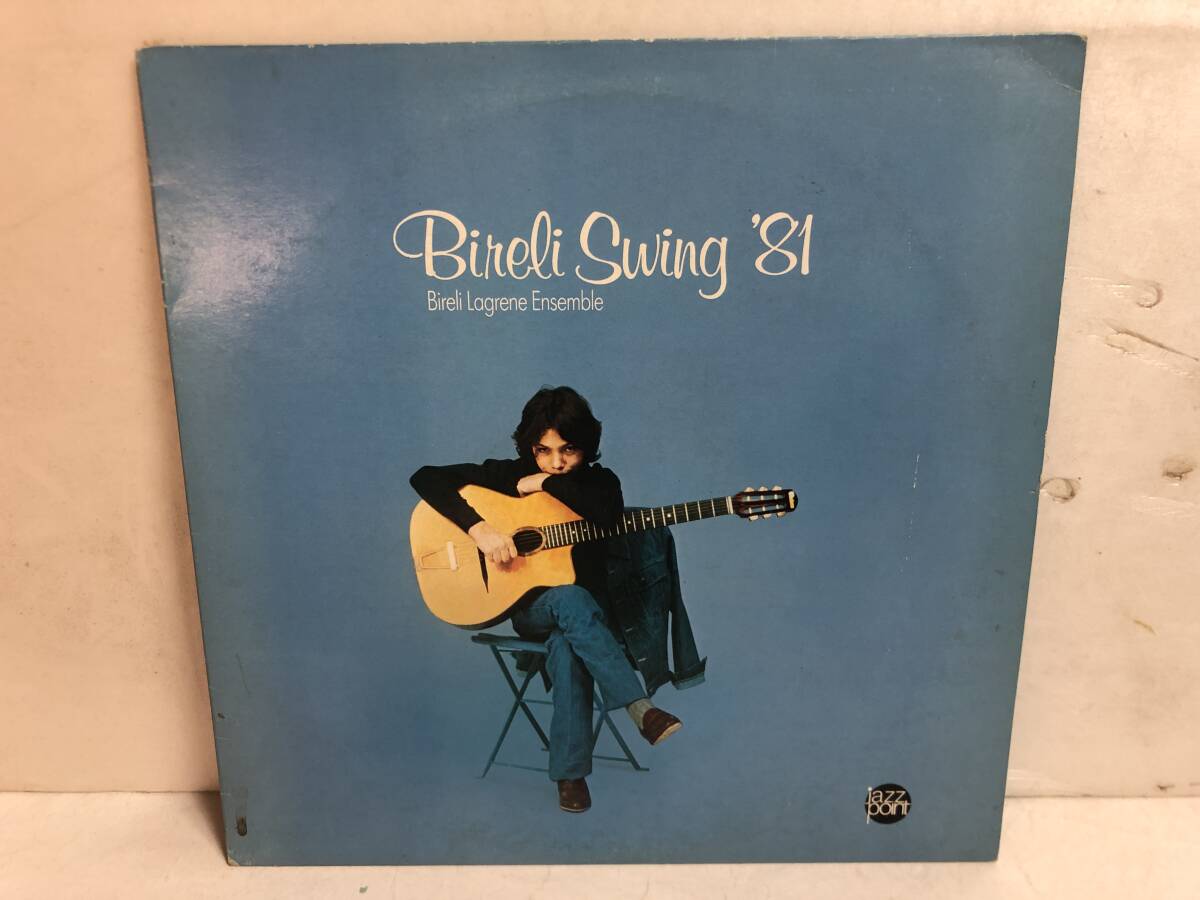 Bireli Swing '81
Bireli Lagrene Ensemble
jazz
point